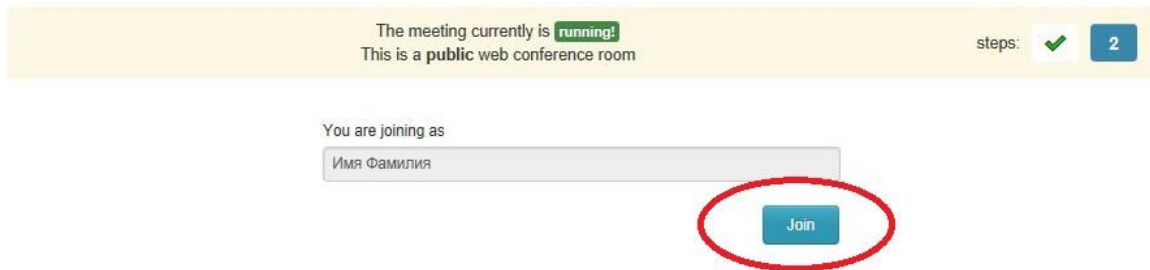 The meeting currently is running!
This is a public web conference room
steps: 2
You are joining as
Имя Фамилия
Join